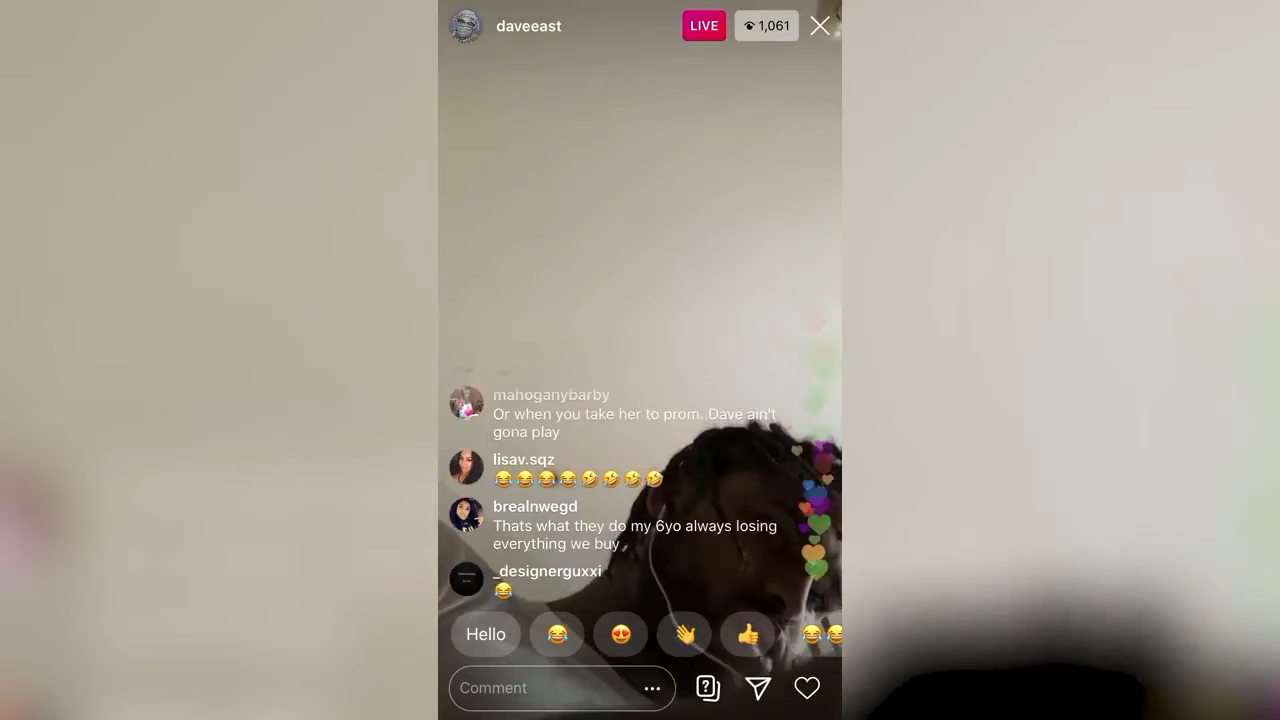 daveeast
LIVE
1,061
mahoganybarby
Or when you take her to prom..Dave ain't
gona play
lisav.sqz
brealnwegd
Thats what they do my 6yo always losing
everything we buy
_designerguxxi
Hello
Comment